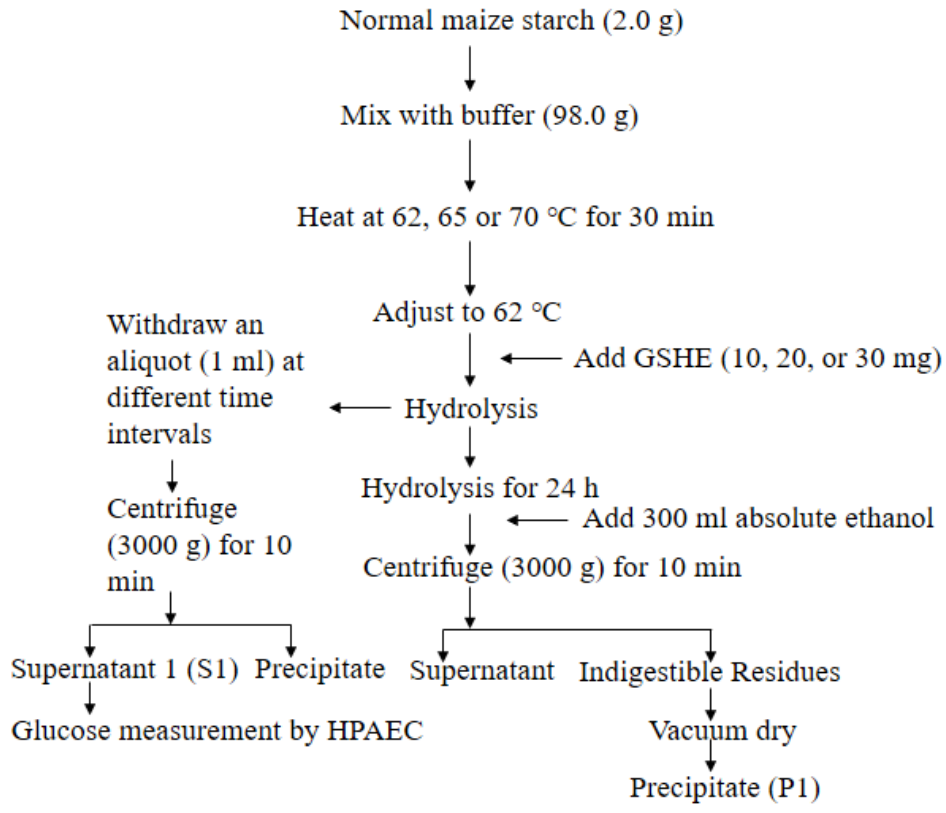 Normal maize starch (2.0 g)
Mix with buffer (98.0 g)
Heat at 62, 65 or 70 °C for 30 min
Adjust to 62 °C
Add GSHE (10, 20, or 30 mg)
Hydrolysis
Withdraw an
aliquot (1 ml) at
different time
intervals
Centrifuge
(3000 g) for 10
min
Supernatant 1 (S1)
Precipitate
Glucose measurement by HPAEC
Hydrolysis for 24 h
Add 300 ml absolute ethanol
Centrifuge (3000 g) for 10 min
Supernatant
Indigestible Residues
Vacuum dry
Precipitate (P1)